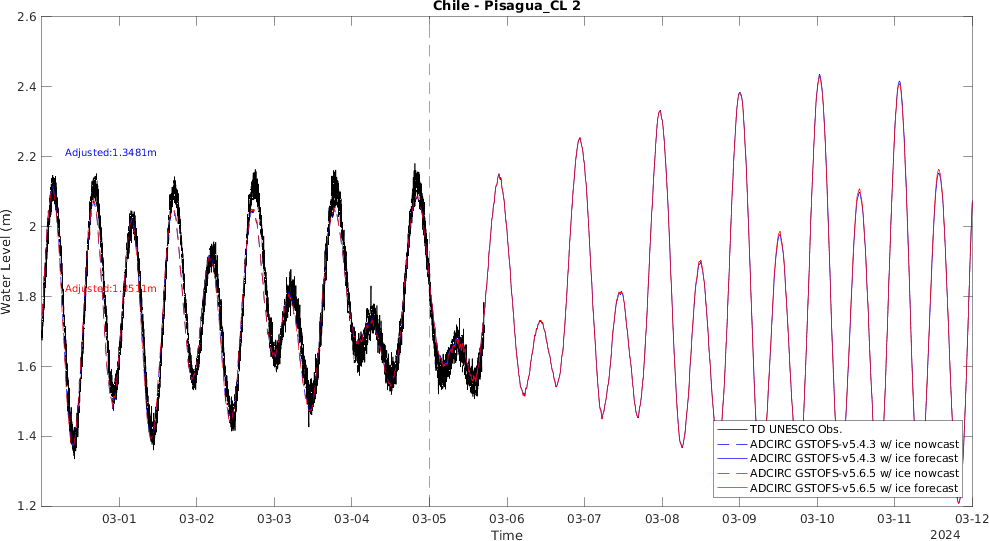 Chile - Pisagua_CL 2
2.6
2.4
2.2
2
1.8
1.6
1.4
1.2
Water Level (m)
Adjusted:1.3481m
Adjusted:1.3511m
TD UNESCO Obs.
ADCIRC GSTOFS-v5.4.3 w/ ice nowcast
ADCIRC GSTOFS-v5.4.3 w/ ice forecast
ADCIRC GSTOFS-v5.6.5 w/ ice nowcast
ADCIRC GSTOFS-v5.6.5 w/ ice forecast
03-01 03-02 03-03 03-04 03-05 03-06 03-07 03-08 03-09 03-10 03-11 03-12
Time
2024